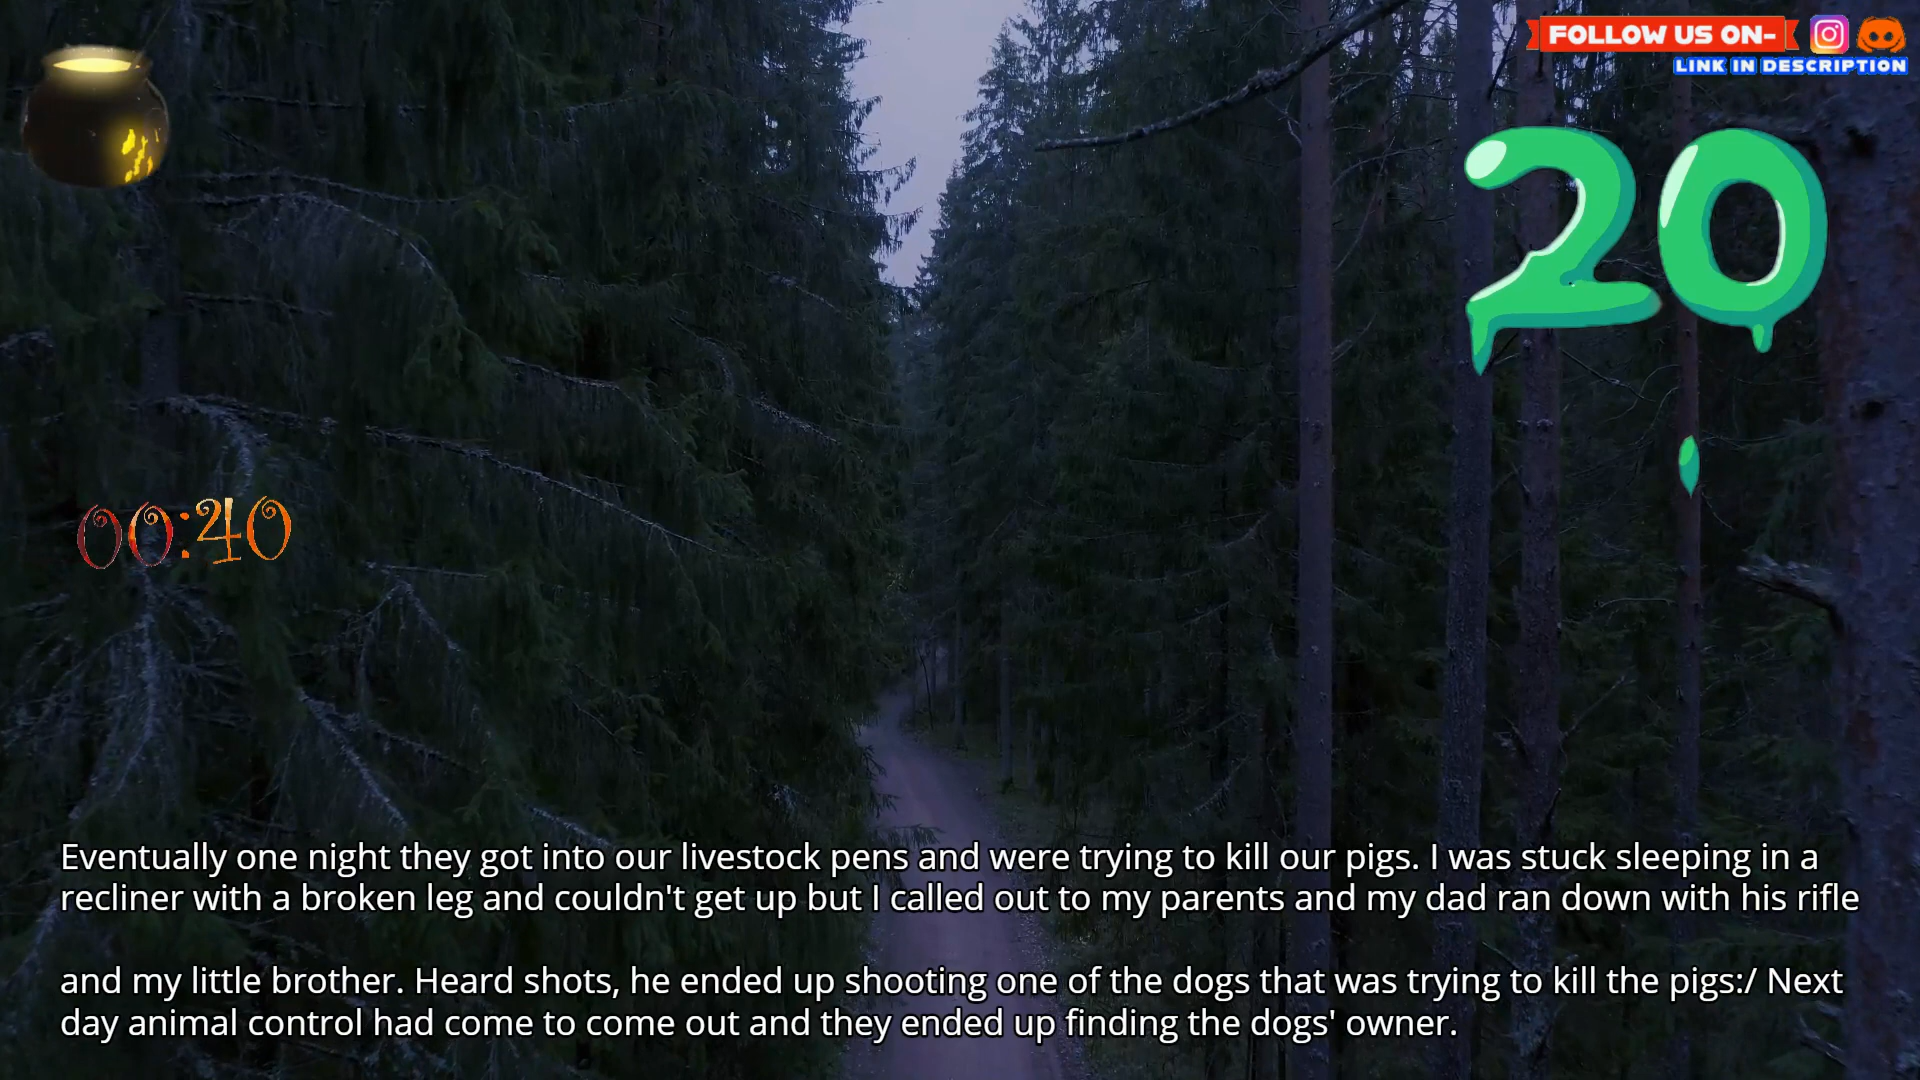 FOLLOW US ON-
LINK IN DESCRIPTION
20
00:40
Eventually one night they got into our livestock pens and were trying to kill our pigs. I was stuck sleeping in a
recliner with a broken leg and couldn't get up but I called out to my parents and my dad ran down with his rifle
and my little brother. Heard shots, he ended up shooting one of the dogs that was trying to kill the pigs:/ Next
day animal control had come to come out and they ended up finding the dogs' owner.